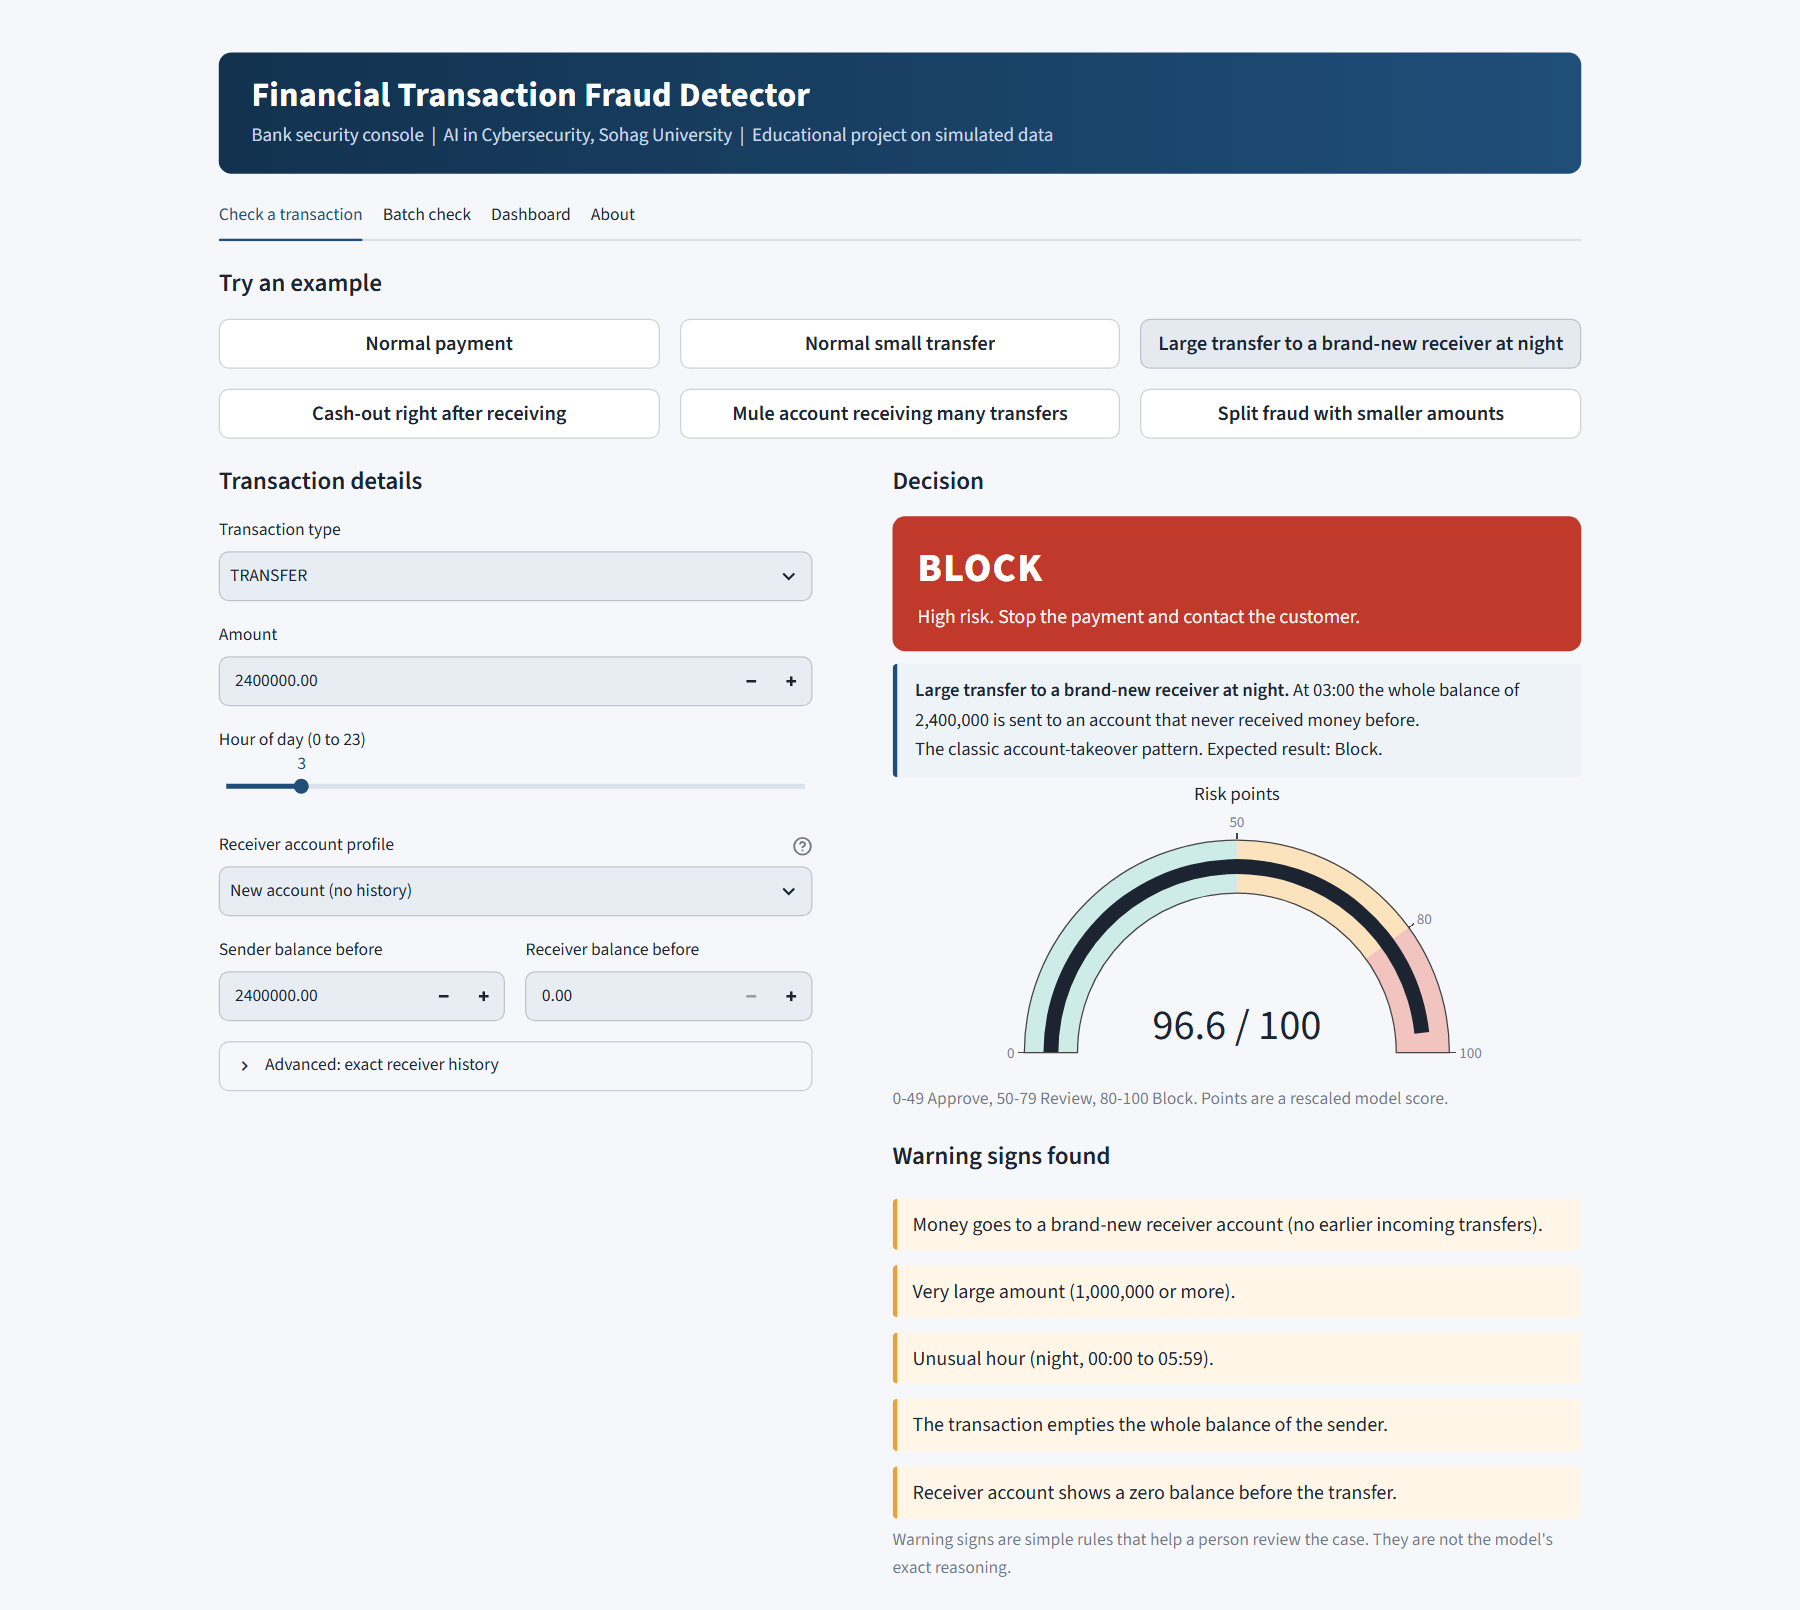 Financial Transaction Fraud Detector
Bank security console | AI in Cybersecurity, Sohag University | Educational project on simulated data
Check a transaction
Batch check
Dashboard
About
Try an example
Normal payment
Normal small transfer
Large transfer to a brand-new receiver at night
Cash-out right after receiving
Mule account receiving many transfers
Split fraud with smaller amounts
Transaction details
Transaction type
TRANSFER
Amount
2400000.00
Hour of day (0 to 23)
3
Receiver account profile
New account (no history)
Sender balance before
Receiver balance before
2400000.00
0.00
Advanced: exact receiver history
Decision
BLOCK
High risk. Stop the payment and contact the customer.
Large transfer to a brand-new receiver at night. At 03:00 the whole balance of
2,400,000 is sent to an account that never received money before.
The classic account-takeover pattern. Expected result: Block.
Risk points
50
80
96.6 / 100
0
100
0-49 Approve, 50-79 Review, 80-100 Block. Points are a rescaled model score.
Warning signs found
Money goes to a brand-new receiver account (no earlier incoming transfers).
Very large amount (1,000,000 or more).
Unusual hour (night, 00:00 to 05:59).
The transaction empties the whole balance of the sender.
Receiver account shows a zero balance before the transfer.
Warning signs are simple rules that help a person review the case. They are not the model's
exact reasoning.